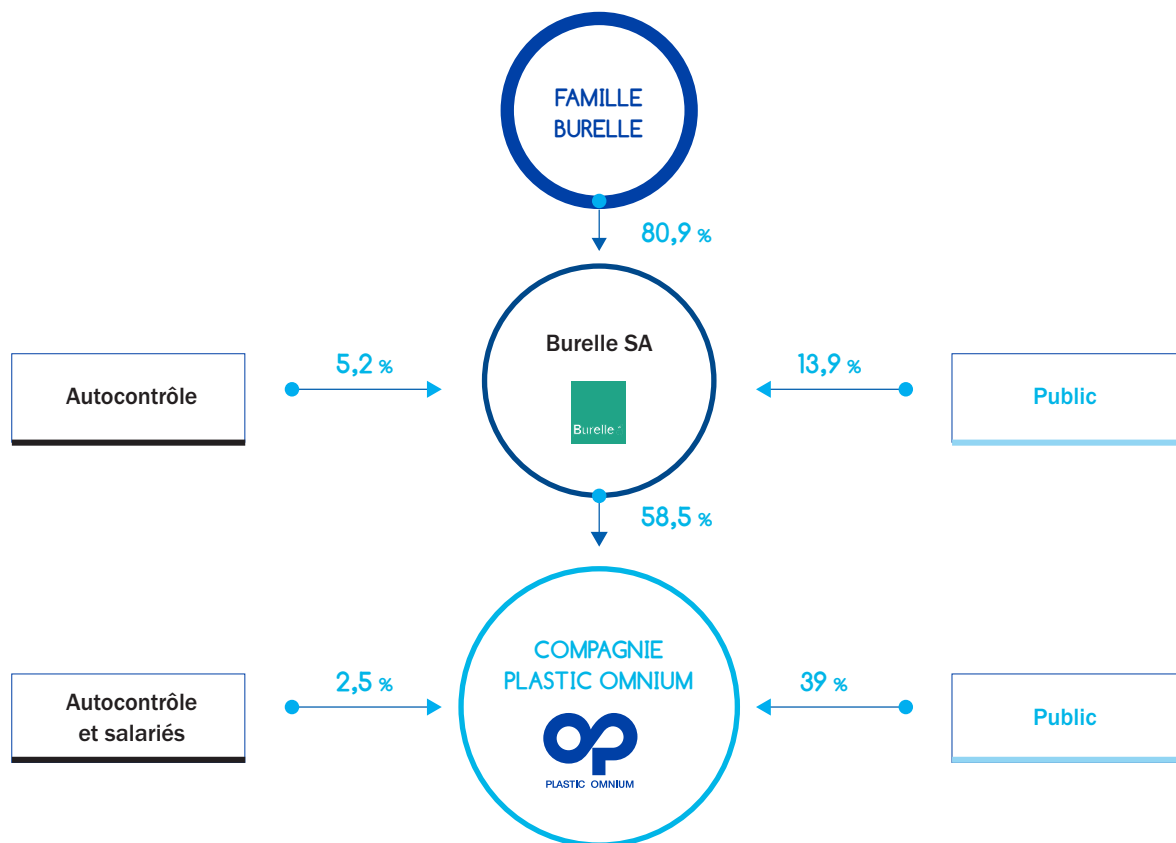 FAMILLE
BURELLE
80,9 %
Burelle SA
Autocontrôle
5,2 %
13,9 %
Public
Burelle
58,5 %
COMPAGNIE
PLASTIC OMNIUM
Autocontrôle
et salariés
2,5 %
39 %
Public
PLASTIC OMNIUM